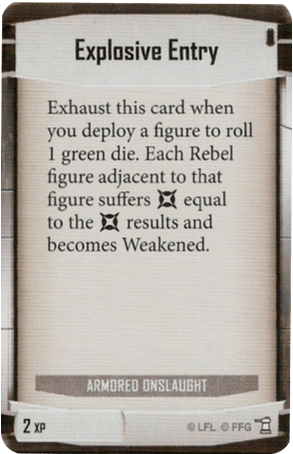 Explosive Entry
Exhaust this card when
you deploy a figure to roll
1 green die. Each Rebel
figure adjacent to that
figure suffers equal
to the results and
becomes Weakened.
ARMORED ONSLAUGHT
2 XP
© LFL © FFG